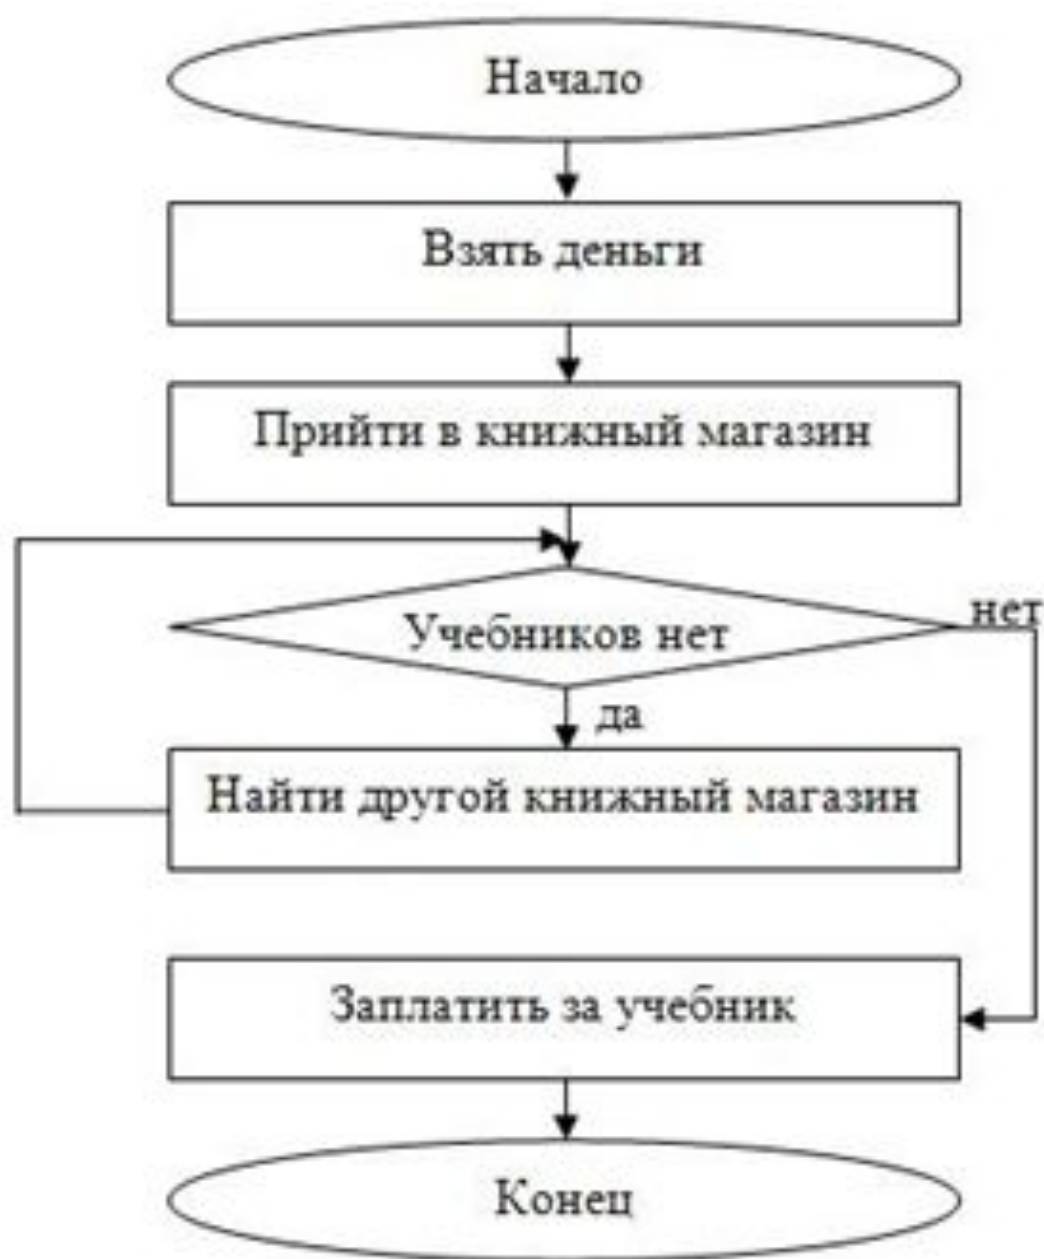 Начало
Взять деньги
Прийти в книжный магазин
Учебников нет
нет
да
Найти другой книжный магазин
Заплатить за учебник
Конец